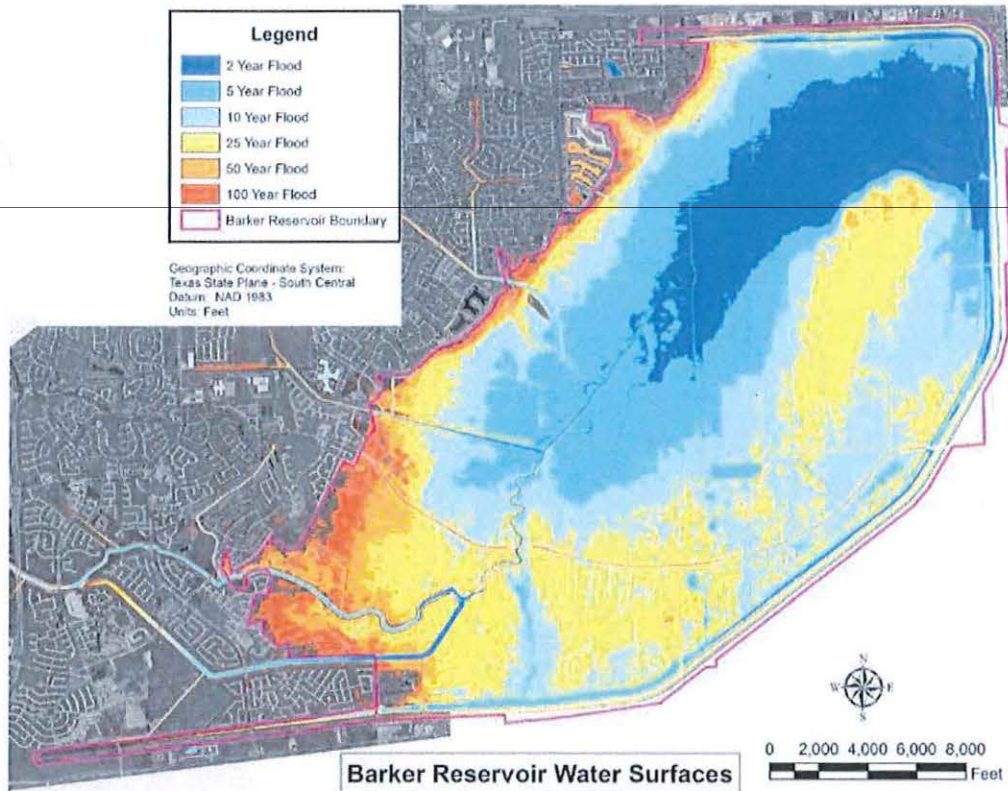 Legend
2 Year Flood
5 Year Flood
10 Year Flood
25 Year Flood
50 Year Flood
100 Year Flood
Barker Reservoir Boundary
Geographic Coordinate System:
Texas State Plane - South Central
Datum: NAD 1983
Units: Feet
N
W E
S
0 2,000 4,000 6,000 8,000
Feet
Barker Reservoir Water Surfaces